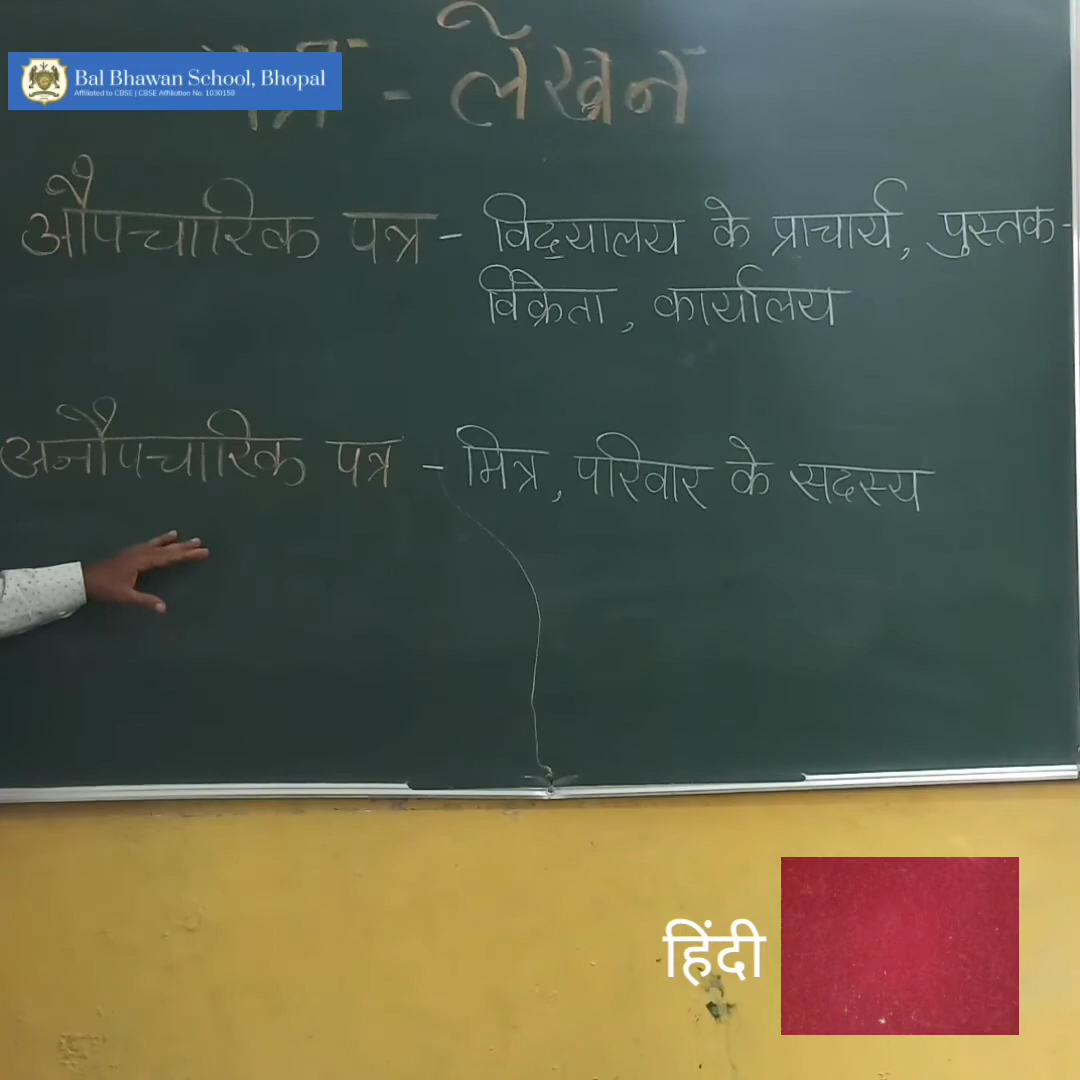 Bal Bhawan School, Bhopal
Affiliated to CBSE | CBSE Affiliation No. 1030159
पत्र - लेखन
औपचारिक पत्र - विद्यालय के प्राचार्य, पुस्तक-
विक्रेता, कार्यालय
अनौपचारिक पत्र - मित्र, परिवार के सदस्य
हिंदी